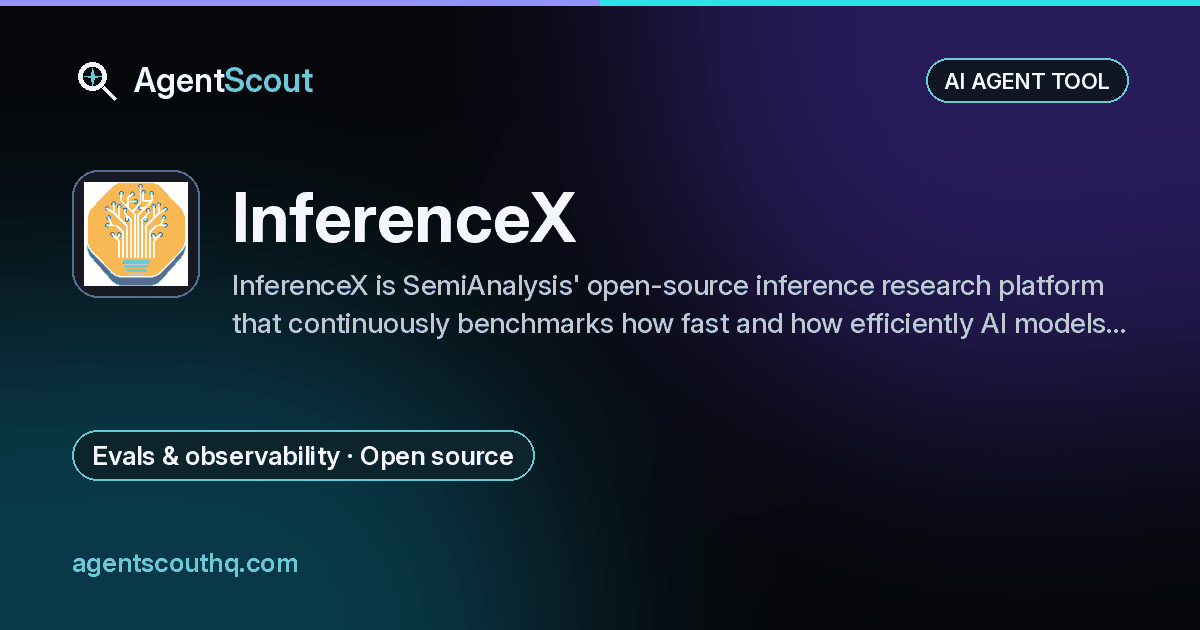 AgentScout
AI AGENT TOOL
InferenceX
InferenceX is SemiAnalysis' open-source inference research platform
that continuously benchmarks how fast and how efficiently AI models...
Evals & observability · Open source
agentscouthq.com